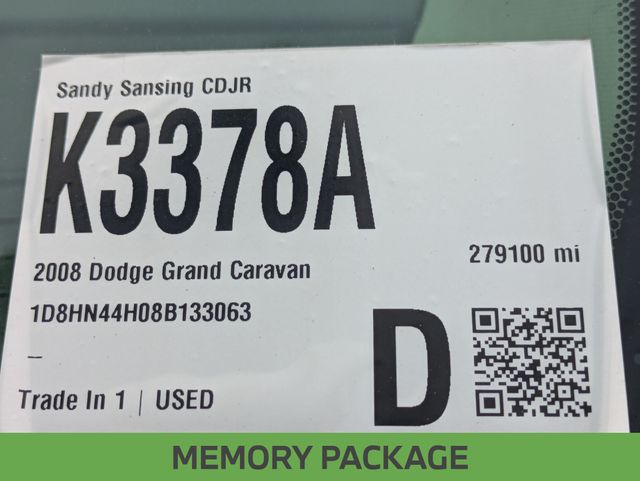 Sandy Sansing CDJR
K3378A
279100 mi
2008 Dodge Grand Caravan
1D8HN44H08B133063
–
D
Trade In 1 | USED
MEMORY PACKAGE